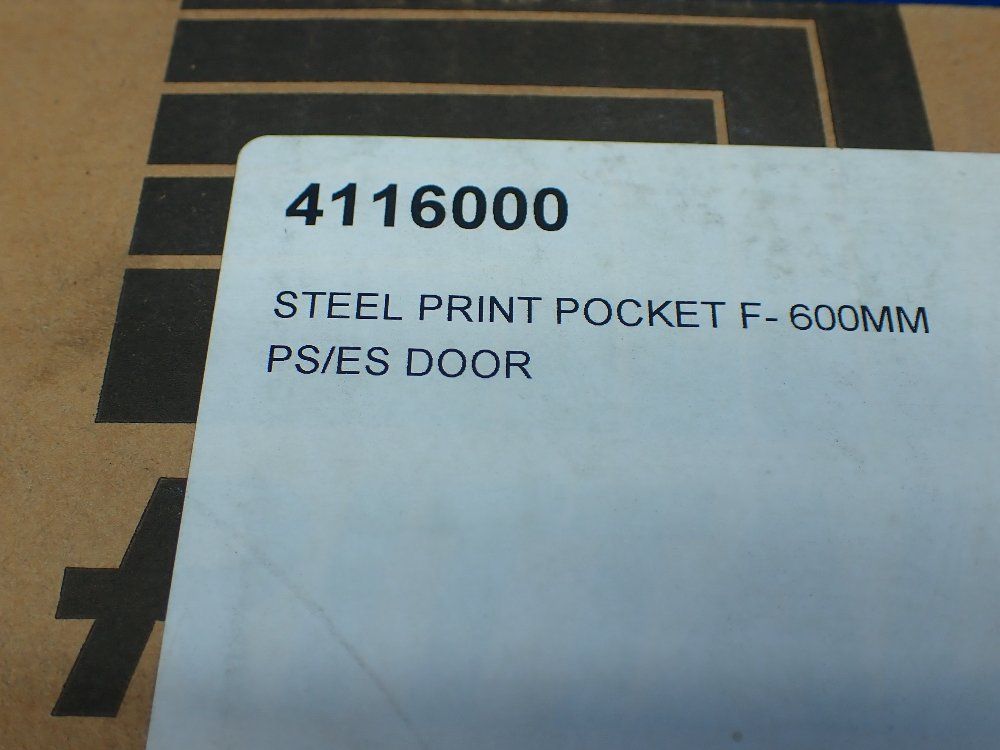 4116000
STEEL PRINT POCKET F- 600MM
PS/ES DOOR